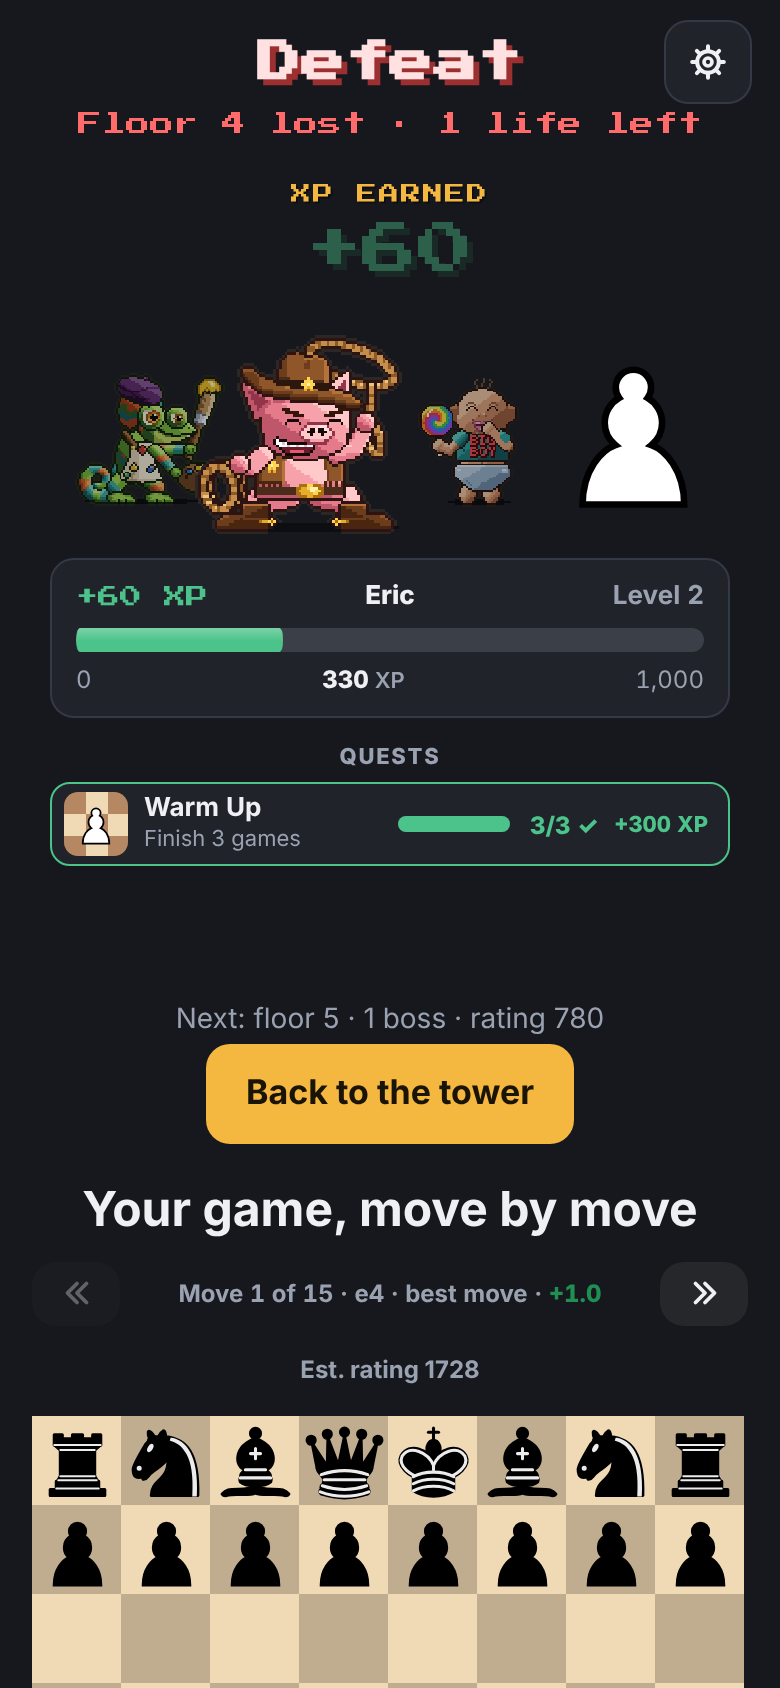 Defeat
Floor 4 lost · 1 life left
XP EARNED
+60
BIG
BOY
+60 XP Eric Level 2
0 330 XP 1,000
QUESTS
Warm Up
Finish 3 games
3/3 ✓ +300 XP
Next: floor 5 · 1 boss · rating 780
Back to the tower
Your game, move by move
Move 1 of 15 · e4 · best move · +1.0
Est. rating 1728